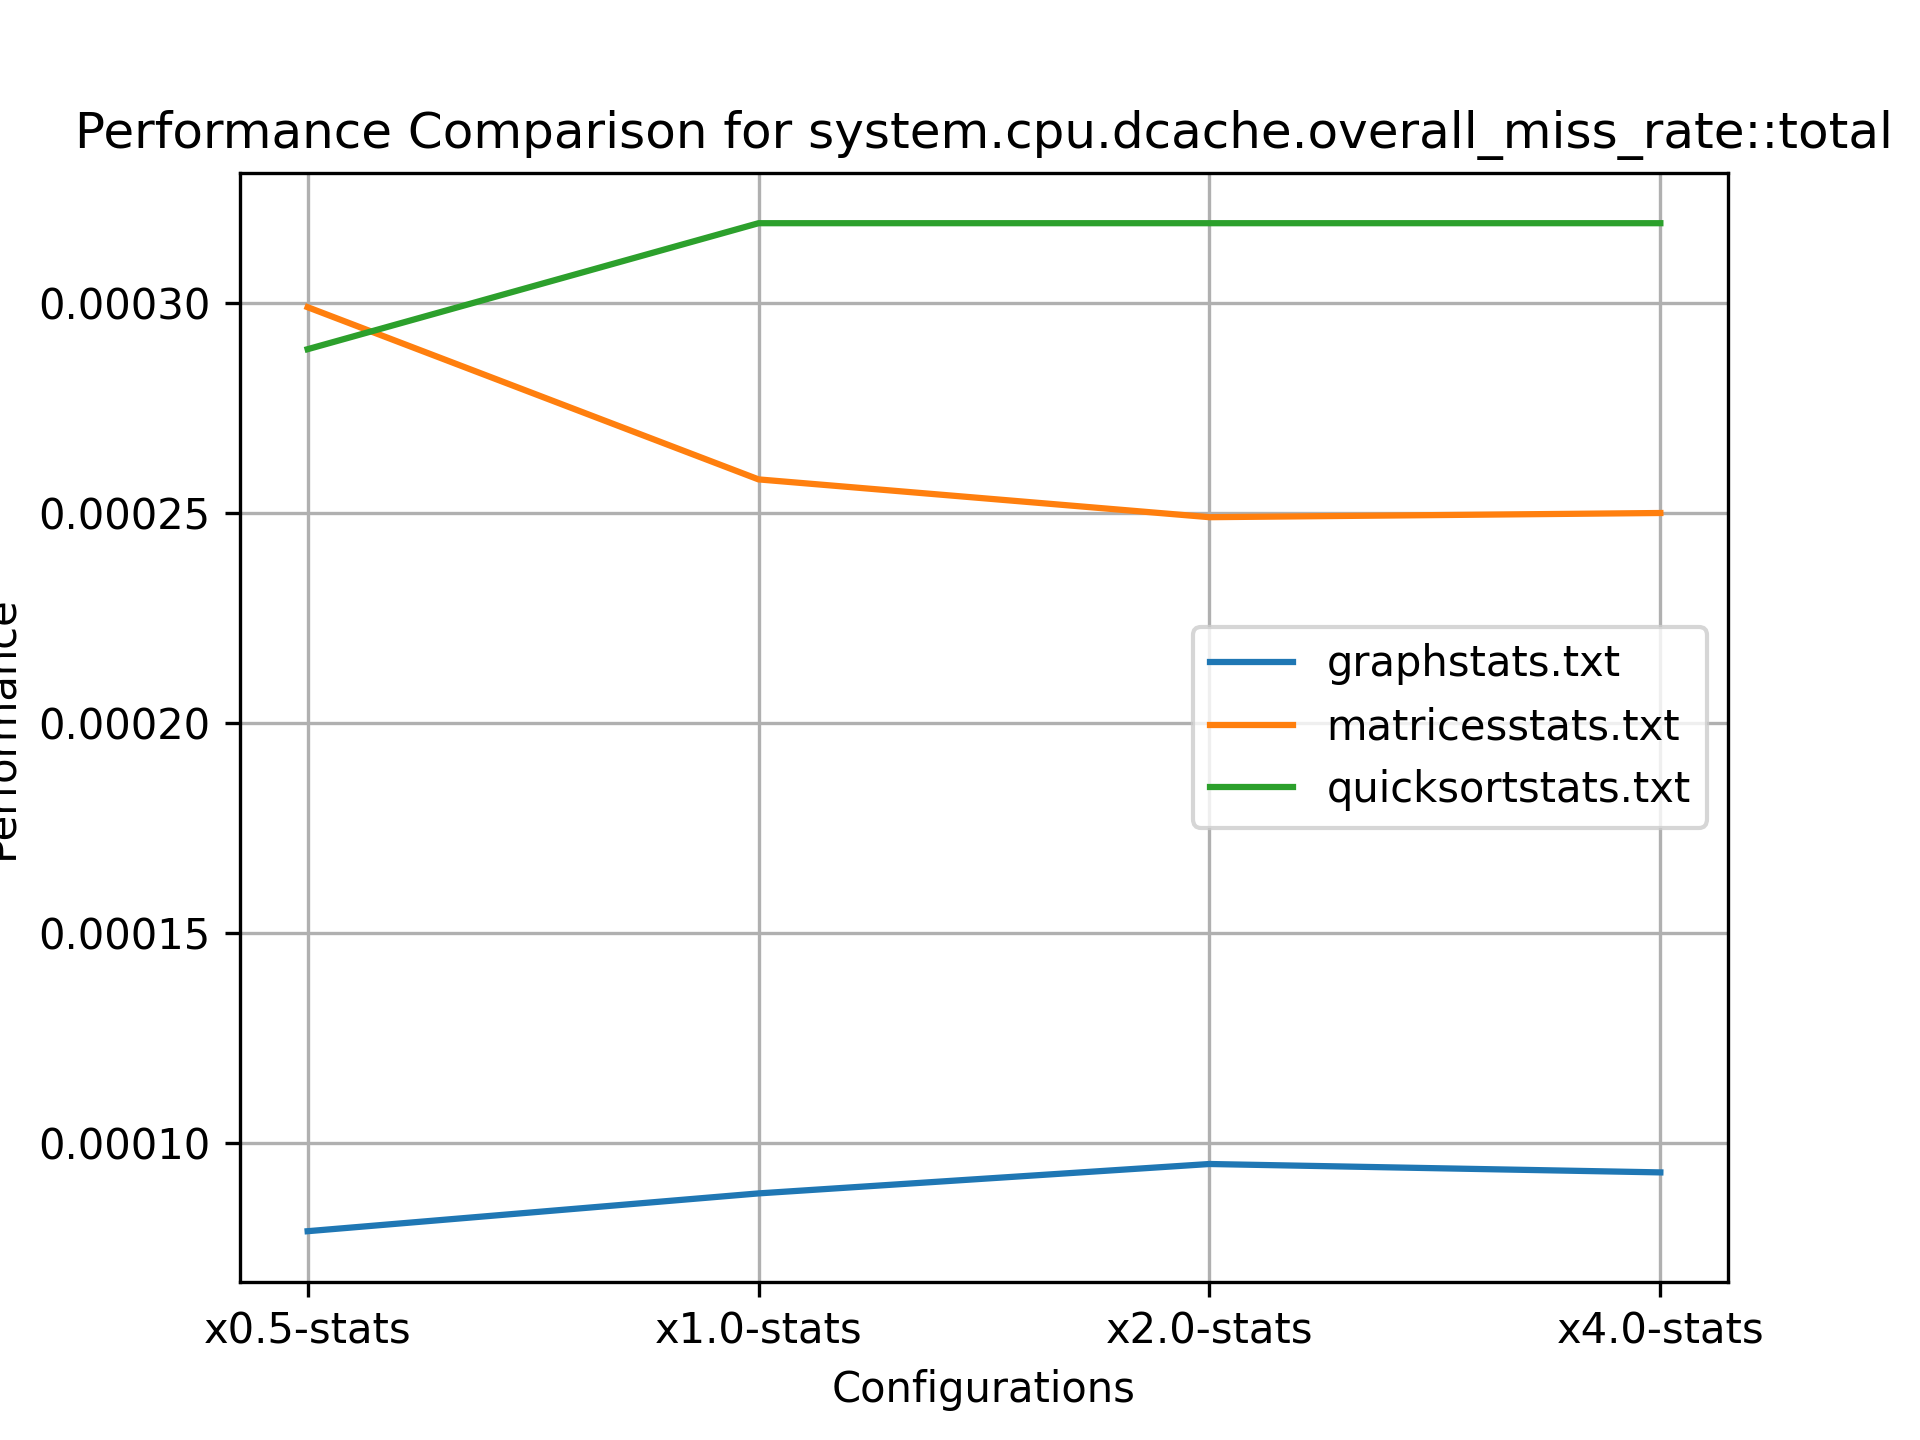 Performance Comparison for system.cpu.dcache.overall_miss_rate::total
0.00030
0.00025
0.00020
0.00015
0.00010
Performance
graphstats.txt
matricesstats.txt
quicksortstats.txt
x0.5-stats x1.0-stats x2.0-stats x4.0-stats
Configurations